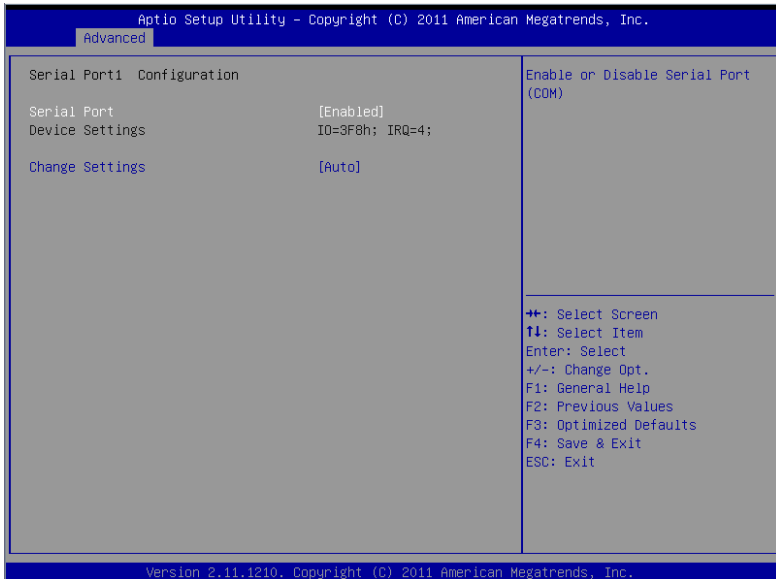 Aptio Setup Utility – Copyright (C) 2011 American Megatrends, Inc.
Advanced
Serial Port1 Configuration
Serial Port [Enabled]
Device Settings IO=3F8h; IRQ=4;
Change Settings [Auto]
Enable or Disable Serial Port
(COM)
→←: Select Screen
↑↓: Select Item
Enter: Select
+/-: Change Opt.
F1: General Help
F2: Previous Values
F3: Optimized Defaults
F4: Save & Exit
ESC: Exit
Version 2.11.1210. Copyright (C) 2011 American Megatrends, Inc.